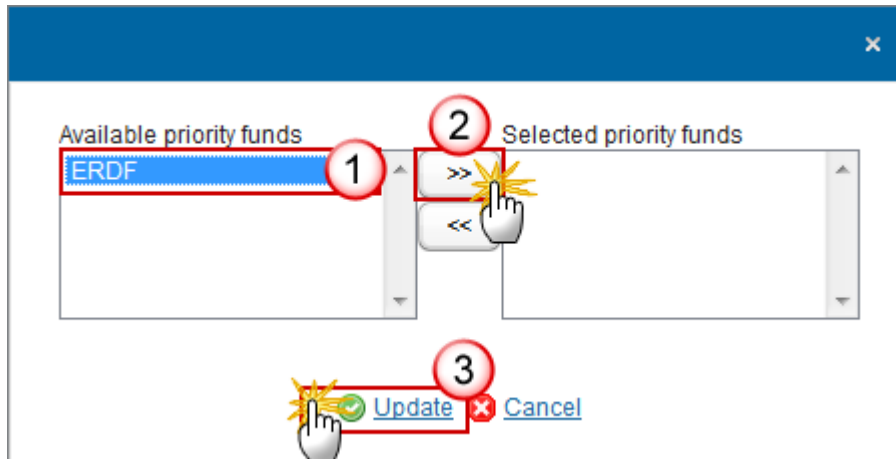 ×
Available priority funds
2
Selected priority funds
ERDF
1
>>
<<
3
Update
Cancel